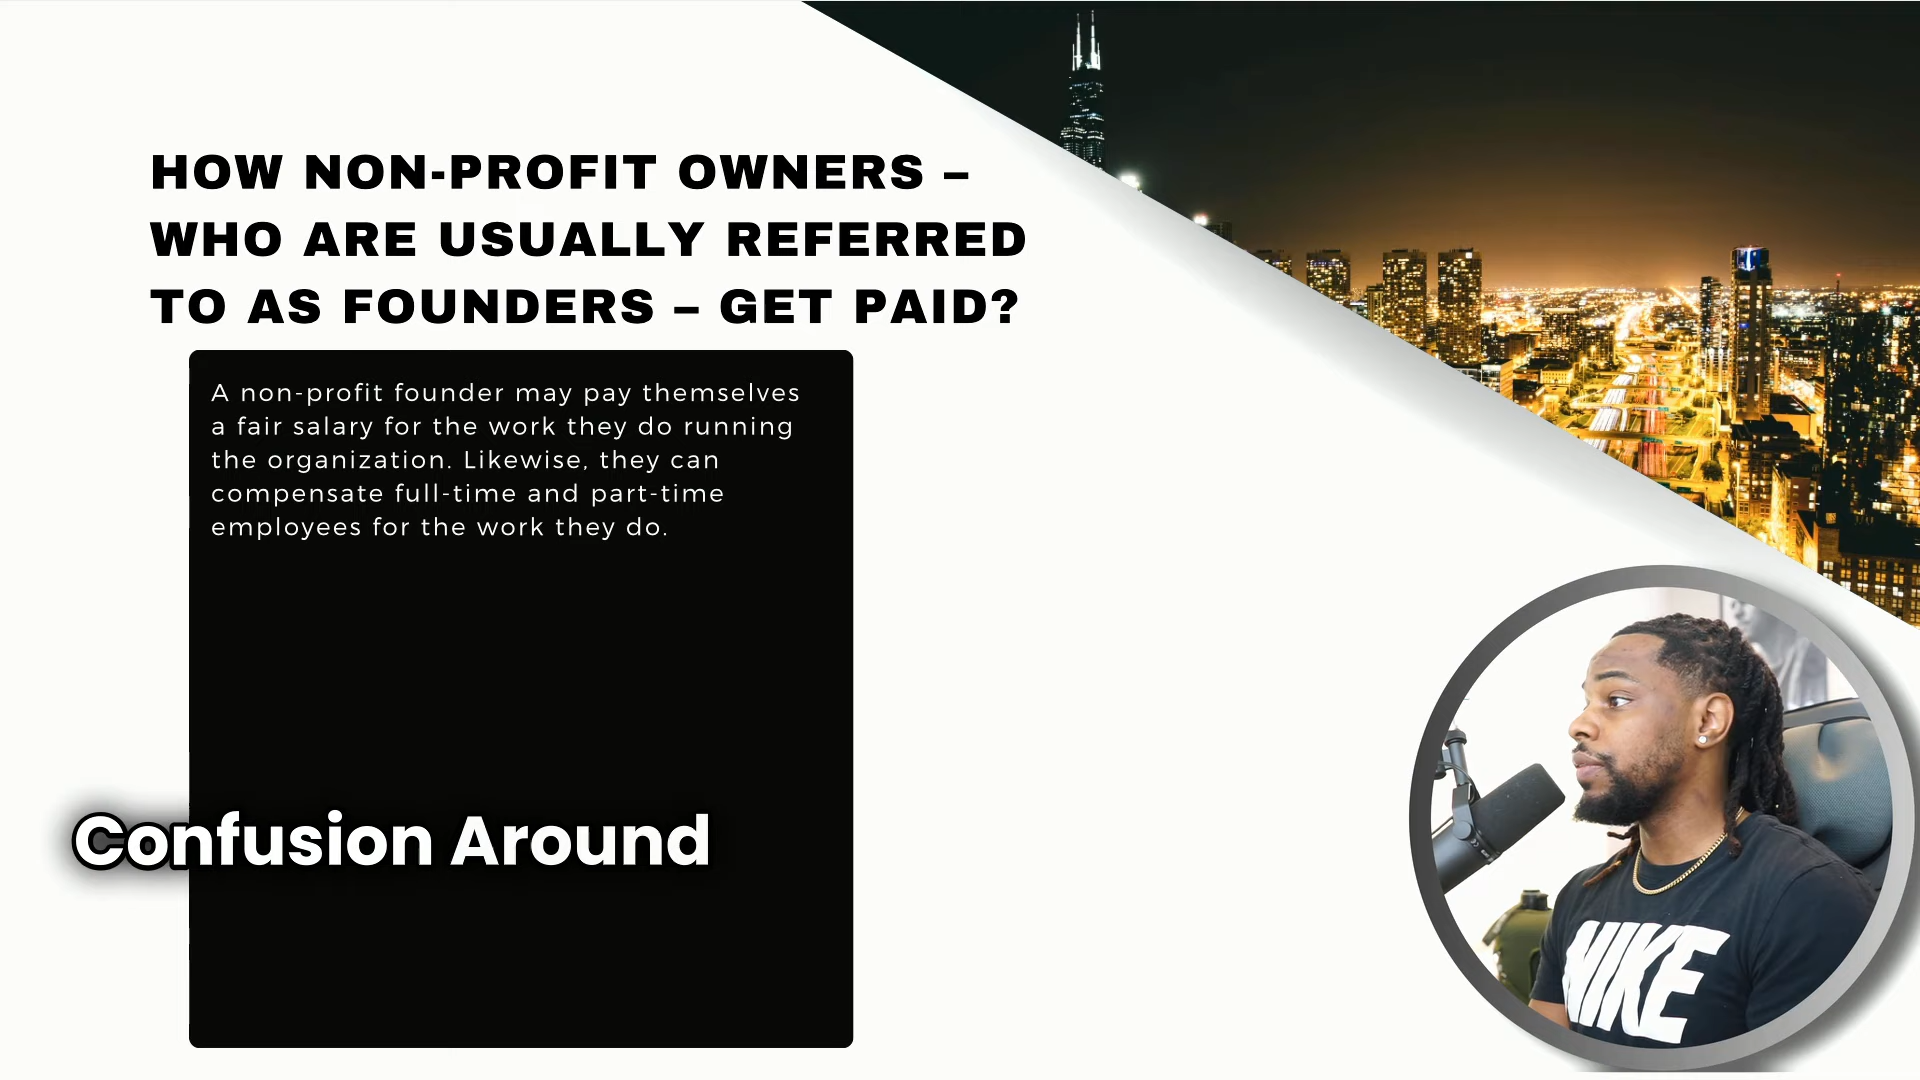 HOW NON-PROFIT OWNERS –
WHO ARE USUALLY REFERRED
TO AS FOUNDERS – GET PAID?
A non-profit founder may pay themselves
a fair salary for the work they do running
the organization. Likewise, they can
compensate full-time and part-time
employees for the work they do.
Confusion Around
NIKE